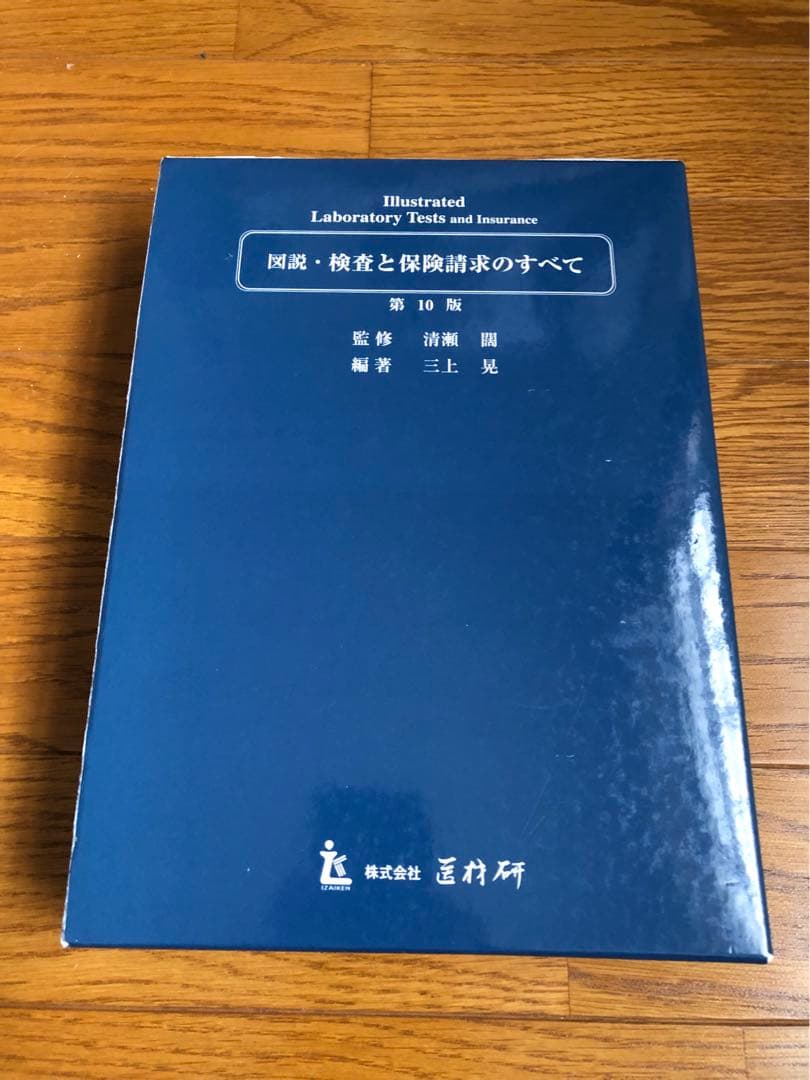 Illustrated
Laboratory Tests and Insurance
図説・検査と保険請求のすべて
第 10 版
監修 清瀬 闊
編著 三上 晃
IZAIKEN
株式会社 医材研